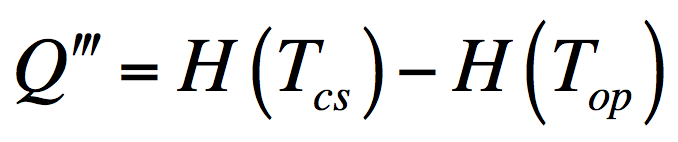 Q''' = H(T_cs) − H(T_op)